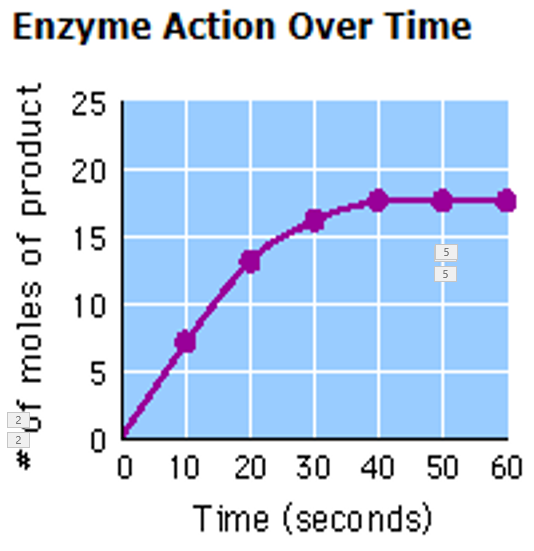 Enzyme Action Over Time
# of moles of product
25
20
15
10
5
0
5
5
2
2
0 10 20 30 40 50 60
Time (seconds)